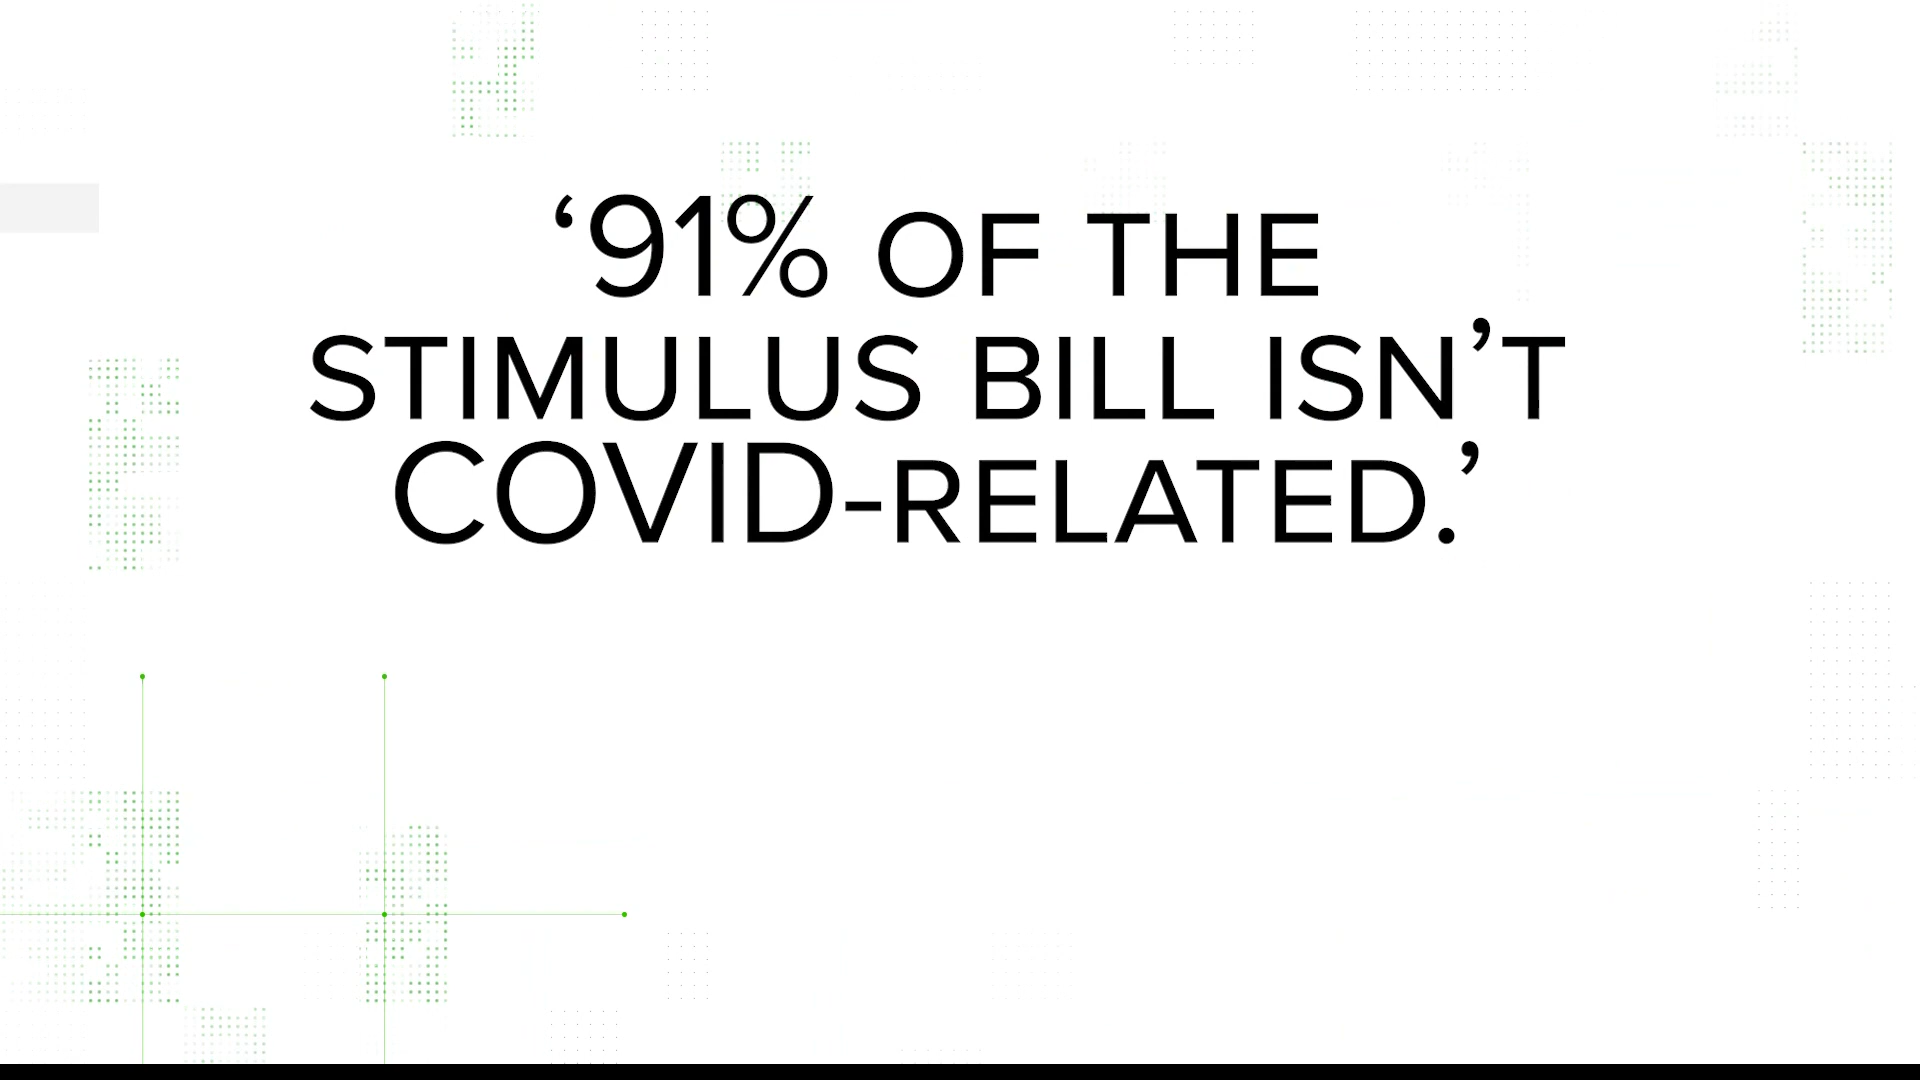 ‘91% OF THE
STIMULUS BILL ISN’T
COVID-RELATED.’